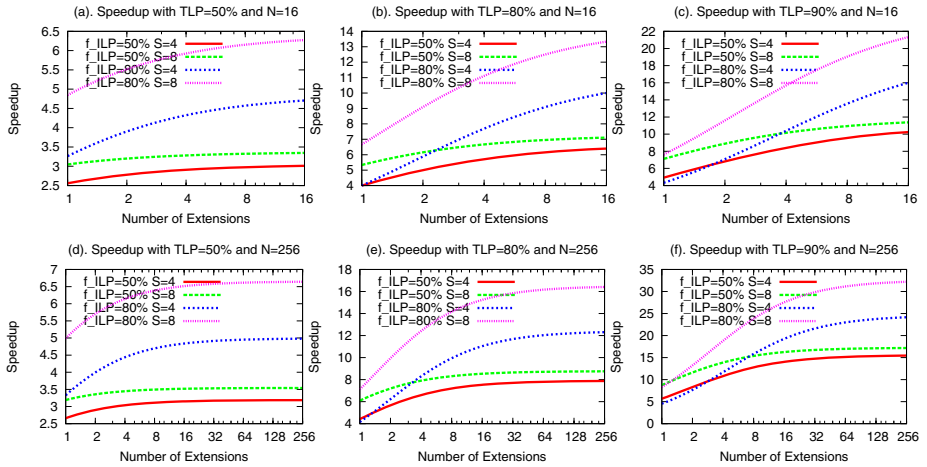 (a). Speedup with TLP=50% and N=16
6.5
6
5.5
5
4.5
4
3.5
3
2.5
Speedup
f_ILP=50% S=4
f_ILP=50% S=8
f_ILP=80% S=4
f_ILP=80% S=8
1 2 4 8 16
Number of Extensions
(b). Speedup with TLP=80% and N=16
14
13
12
11
10
9
8
7
6
5
4
Speedup
f_ILP=50% S=4
f_ILP=50% S=8
f_ILP=80% S=4
f_ILP=80% S=8
1 2 4 8 16
Number of Extensions
(c). Speedup with TLP=90% and N=16
22
20
18
16
14
12
10
8
6
4
Speedup
f_ILP=50% S=4
f_ILP=50% S=8
f_ILP=80% S=4
f_ILP=80% S=8
1 2 4 8 16
Number of Extensions
(d). Speedup with TLP=50% and N=256
7
6.5
6
5.5
5
4.5
4
3.5
3
2.5
Speedup
f_ILP=50% S=4
f_ILP=50% S=8
f_ILP=80% S=4
f_ILP=80% S=8
1 2 4 8 16 32 64 128 256
Number of Extensions
(e). Speedup with TLP=80% and N=256
18
16
14
12
10
8
6
4
Speedup
f_ILP=50% S=4
f_ILP=50% S=8
f_ILP=80% S=4
f_ILP=80% S=8
1 2 4 8 16 32 64 128 256
Number of Extensions
(f). Speedup with TLP=90% and N=256
35
30
25
20
15
10
5
0
Speedup
f_ILP=50% S=4
f_ILP=50% S=8
f_ILP=80% S=4
f_ILP=80% S=8
1 2 4 8 16 32 64 128 256
Number of Extensions